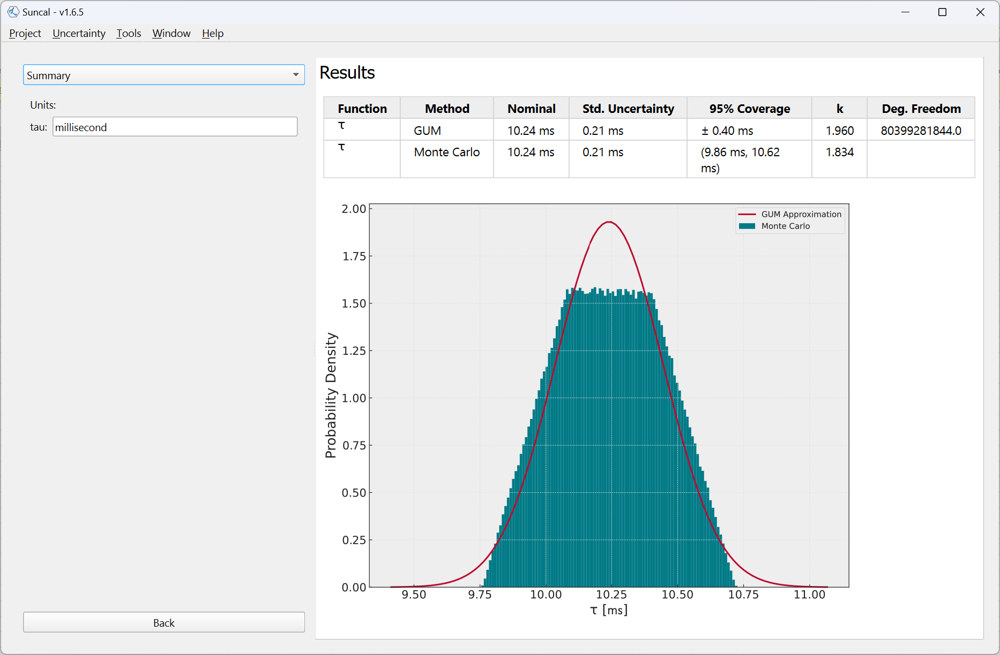 Suncal - v1.6.5
Project Uncertainty Tools Window Help
Summary
Units:
tau: millisecond
Back
Results
Function Method Nominal Std. Uncertainty 95% Coverage k Deg. Freedom
τ GUM 10.24 ms 0.21 ms ± 0.40 ms 1.960 80399281844.0
τ Monte Carlo 10.24 ms 0.21 ms (9.86 ms, 10.62 ms) 1.834
GUM Approximation
Monte Carlo
Probability Density
2.00
1.75
1.50
1.25
1.00
0.75
0.50
0.25
0.00
9.50 9.75 10.00 10.25 10.50 10.75 11.00
τ [ms]